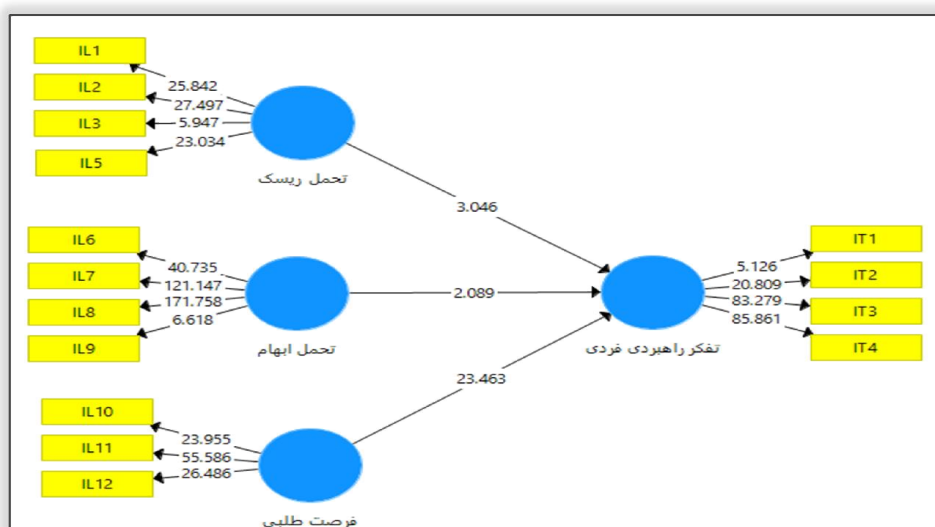 IL1
25.842
IL2
27.497
IL3
5.947
23.034
IL5
تحمل ریسک
3.046
IL6
40.735
IL7
121.147
IL8
171.758
6.618
IL9
تحمل ابهام
2.089
IT1
5.126
IT2
20.809
IT3
83.279
85.861
IT4
تفکر راهبردی فردی
23.463
IL10
23.955
IL11
55.586
26.486
IL12
فرصت طلبی